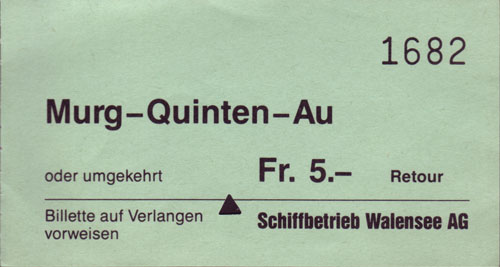 1682
Murg–Quinten–Au
oder umgekehrt Fr. 5.– Retour
Billette auf Verlangen
vorweisen
Schiffbetrieb Walensee AG